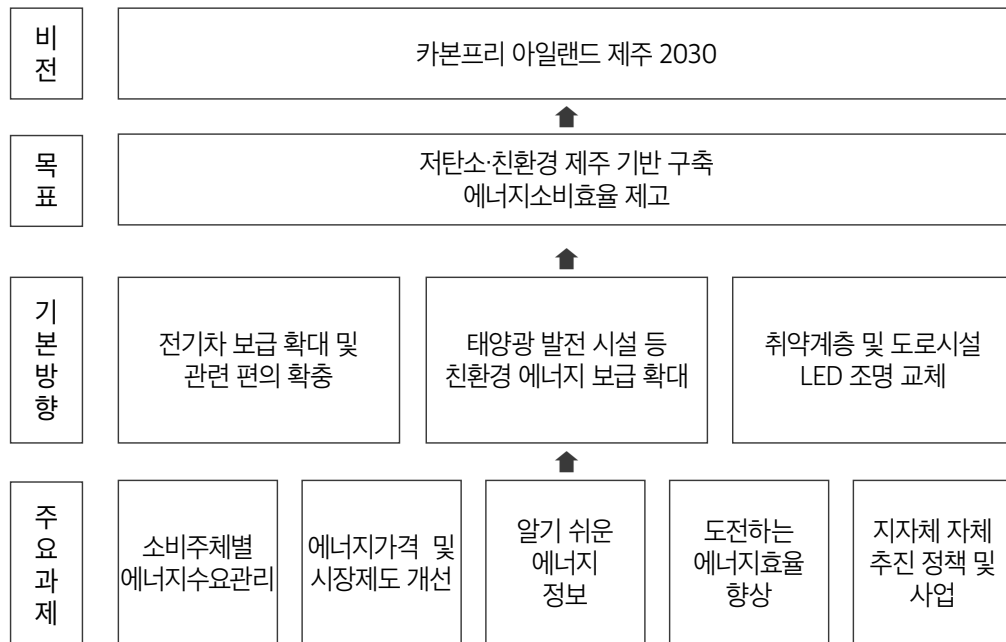 비전
카본프리 아일랜드 제주 2030
목표
저탄소·친환경 제주 기반 구축
에너지소비효율 제고
기본방향
전기차 보급 확대 및
관련 편의 확충
태양광 발전 시설 등
친환경 에너지 보급 확대
취약계층 및 도로시설
LED 조명 교체
주요과제
소비주체별
에너지수요관리
에너지가격 및
시장제도 개선
알기 쉬운
에너지
정보
도전하는
에너지효율
향상
지자체 자체
추진 정책 및
사업